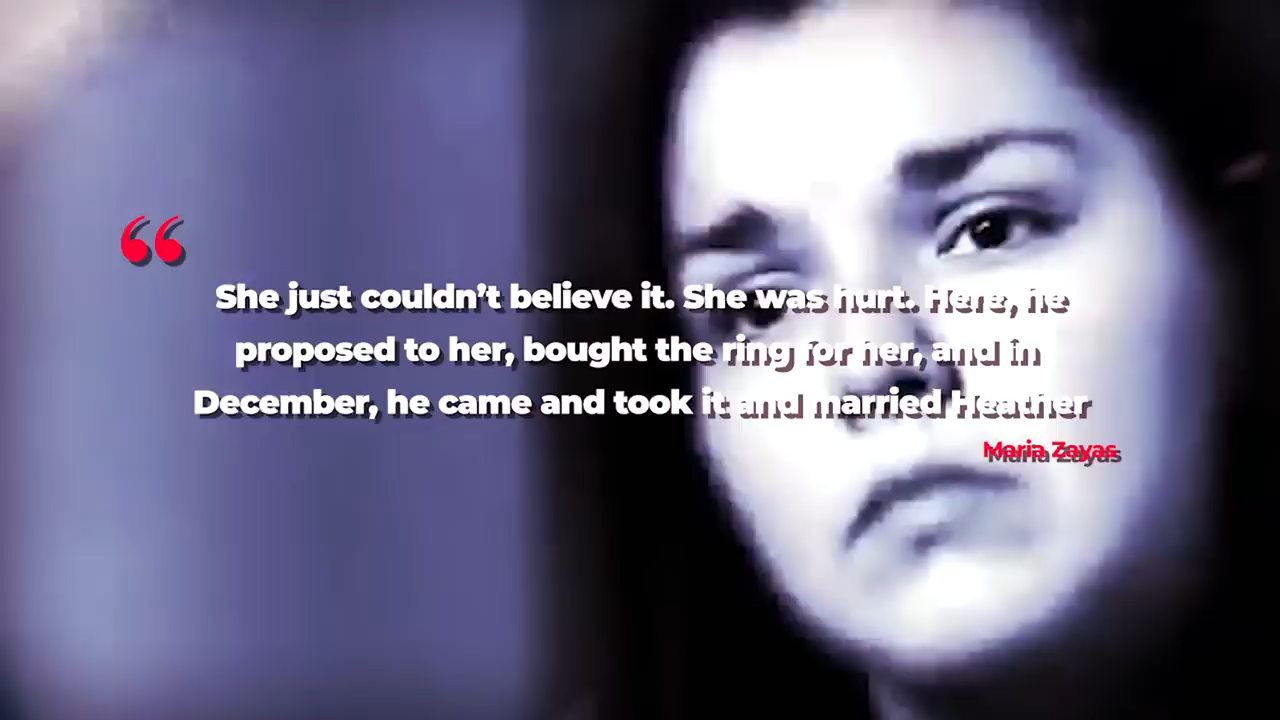 “
She just couldn’t believe it. She was hurt. Here, he
proposed to her, bought the ring for her, and in
December, he came and took it and married Heather
Maria Zayas